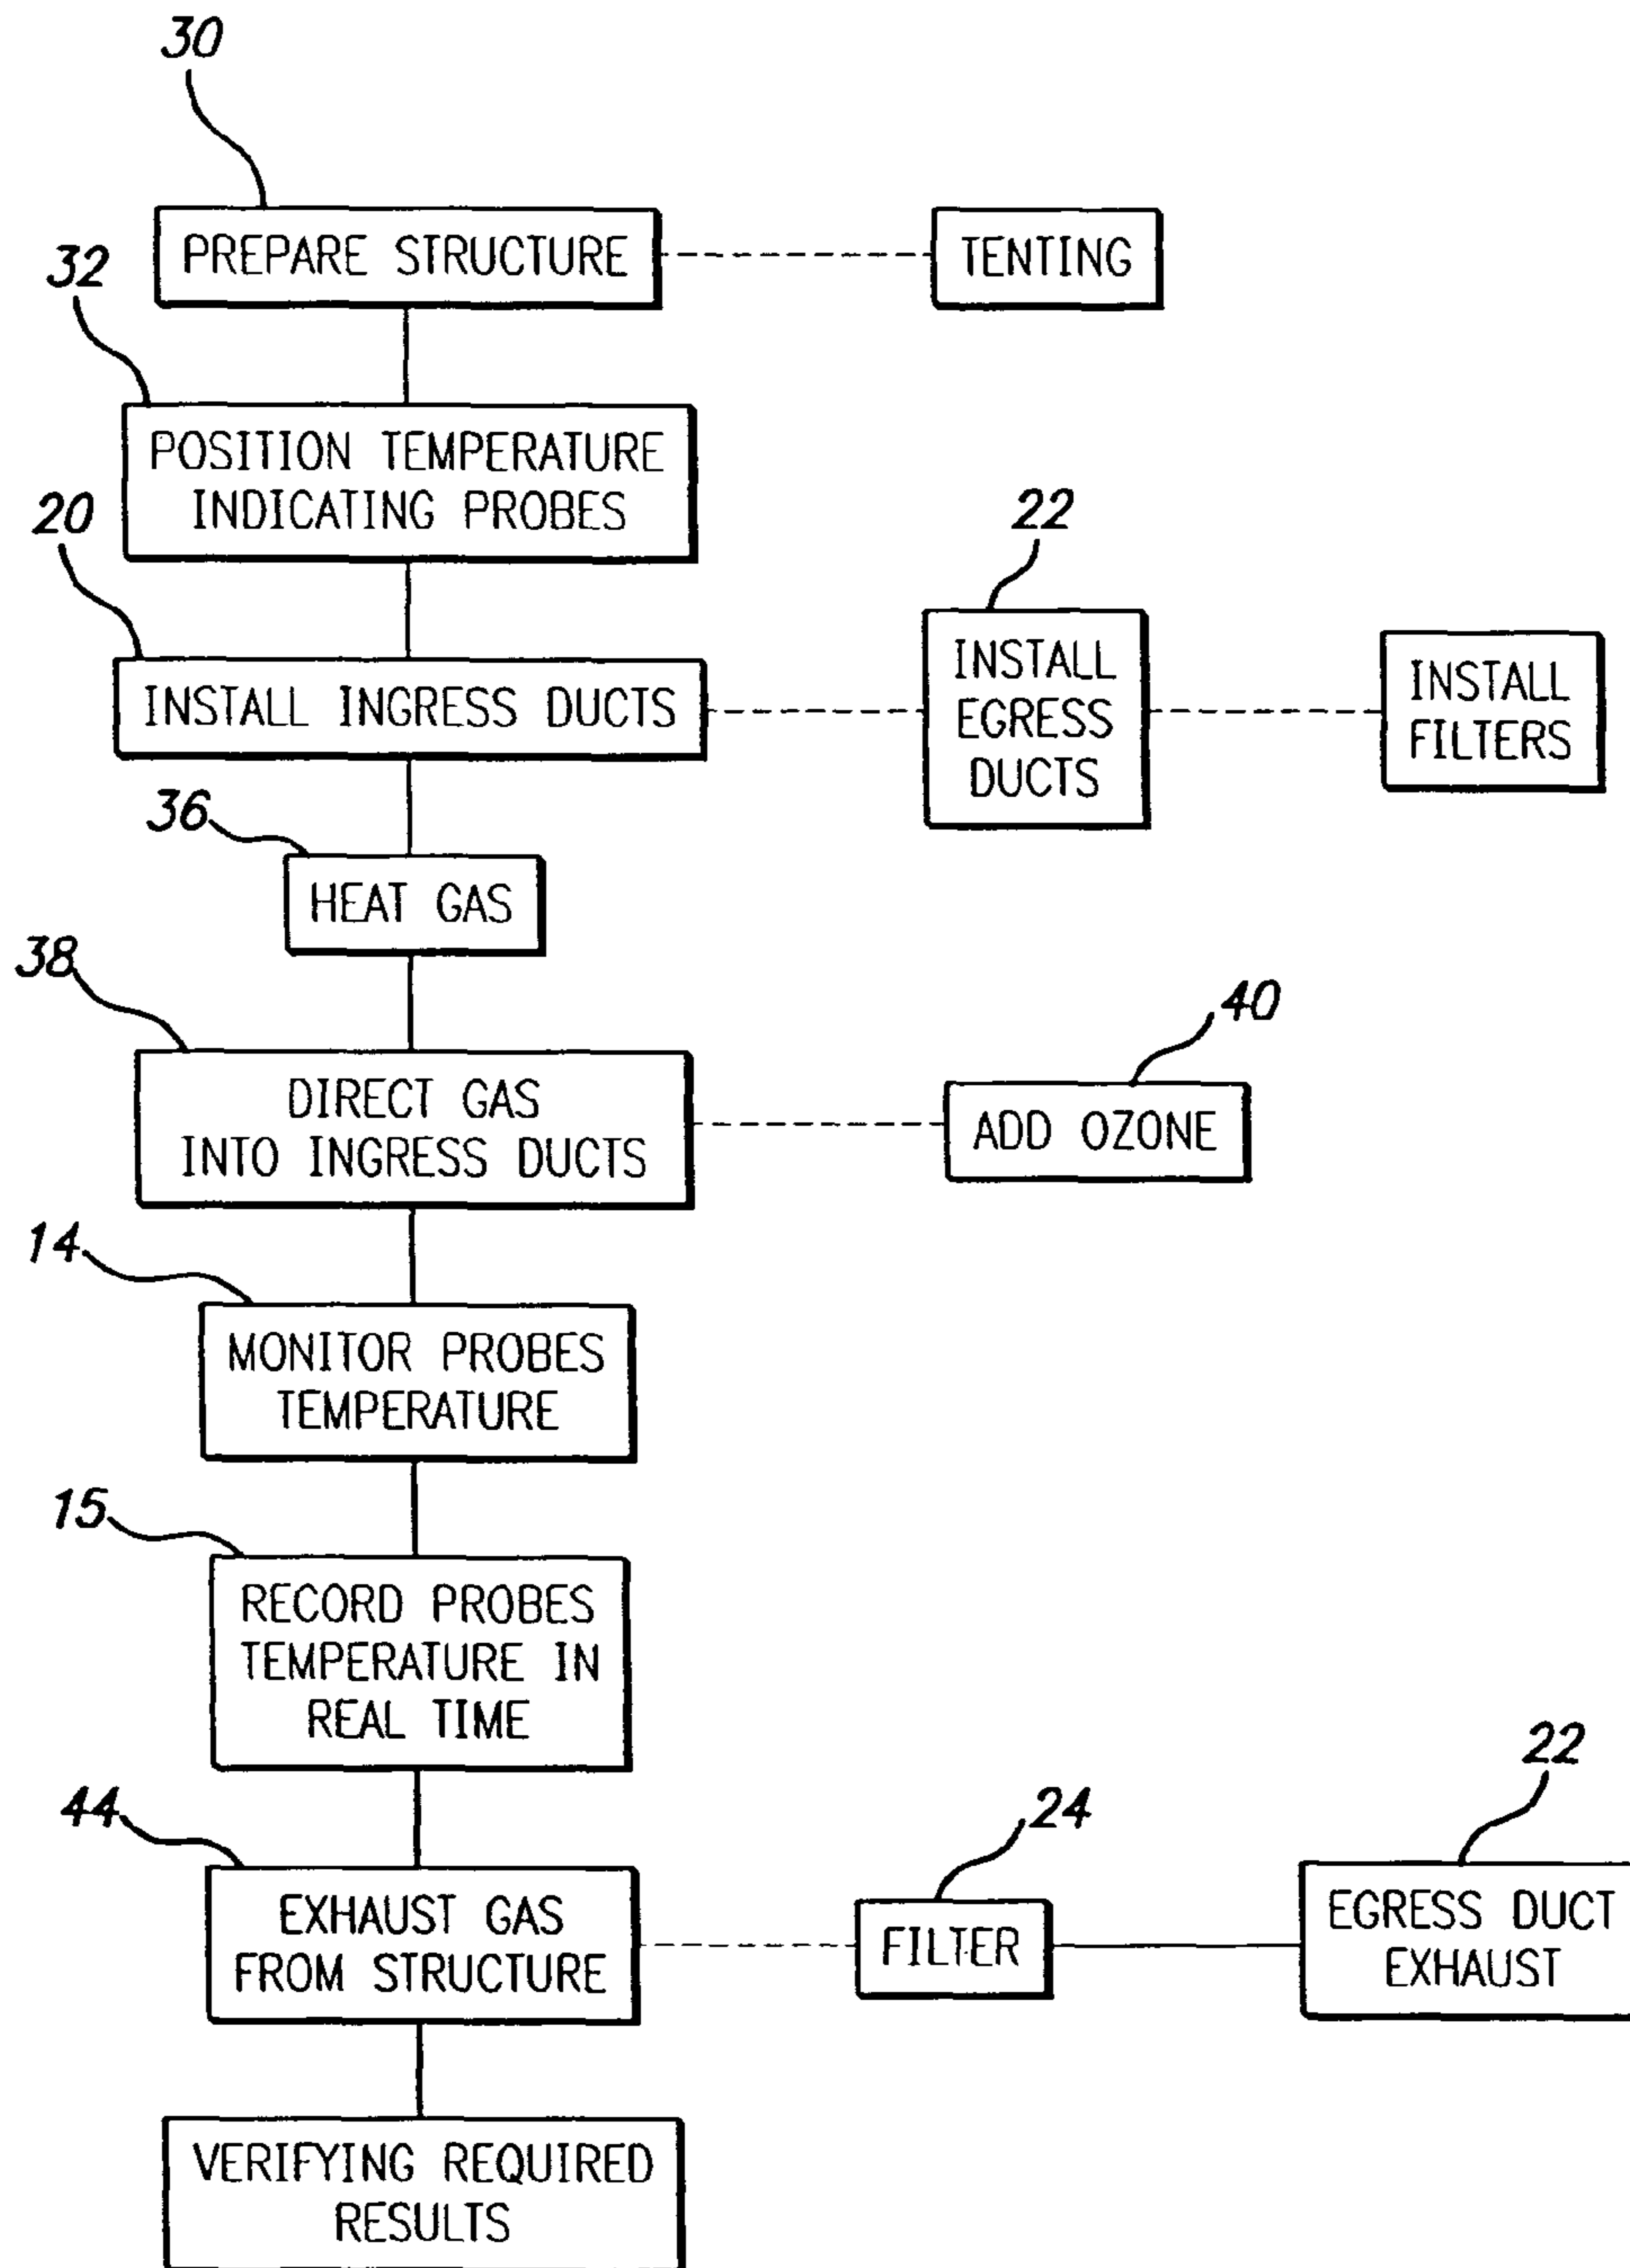 30
PREPARE STRUCTURE
TENTING
32
POSITION TEMPERATURE
INDICATING PROBES
20
INSTALL INGRESS DUCTS
22
INSTALL
EGRESS
DUCTS
INSTALL
FILTERS
36
HEAT GAS
38
DIRECT GAS
INTO INGRESS DUCTS
40
ADD OZONE
14
MONITOR PROBES
TEMPERATURE
15
RECORD PROBES
TEMPERATURE IN
REAL TIME
44
EXHAUST GAS
FROM STRUCTURE
24
FILTER
22
EGRESS DUCT
EXHAUST
VERIFYING REQUIRED
RESULTS